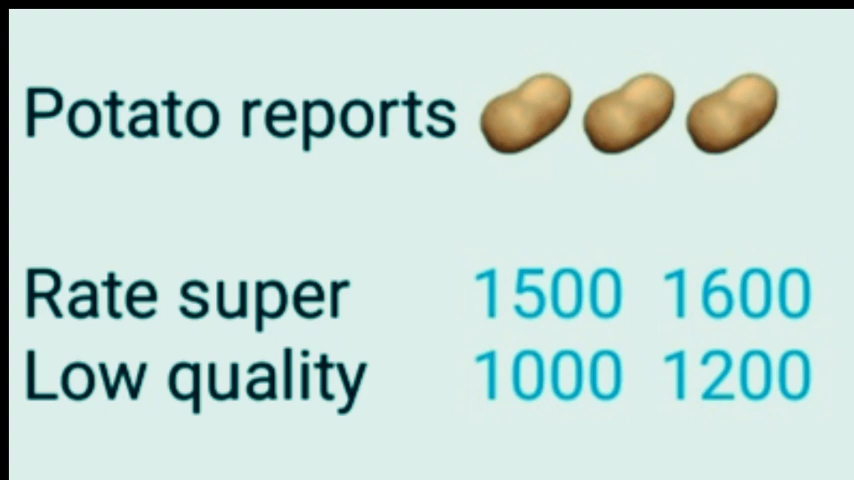 Potato reports 🥔🥔🥔
Rate super 1500 1600
Low quality 1000 1200